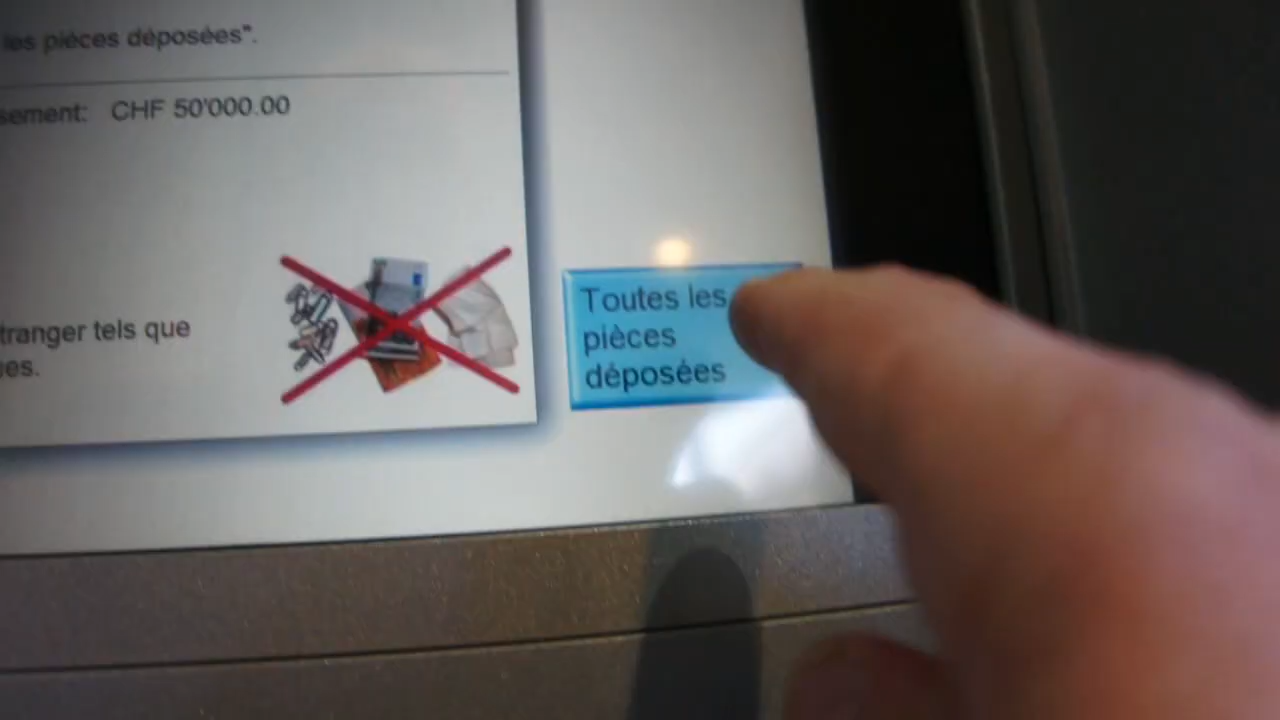 les pièces déposées".
sement: CHF 50'000.00
tranger tels que
es.
Toutes les
pièces
déposées